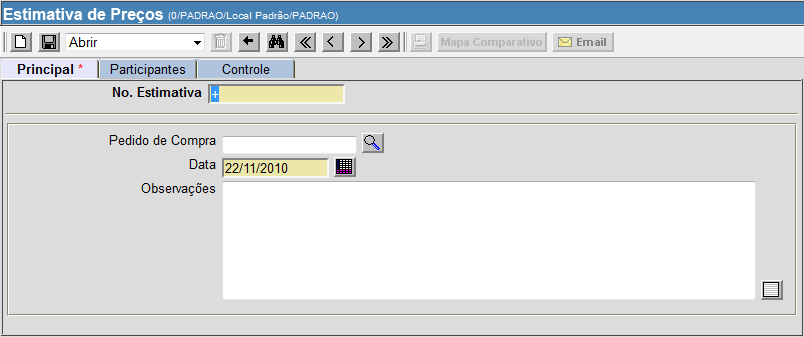 Estimativa de Preços (0/PADRAO/Local Padrão/PADRAO)
Abrir Mapa Comparativo Email
Principal * Participantes Controle
No. Estimativa +
Pedido de Compra
Data 22/11/2010
Observações